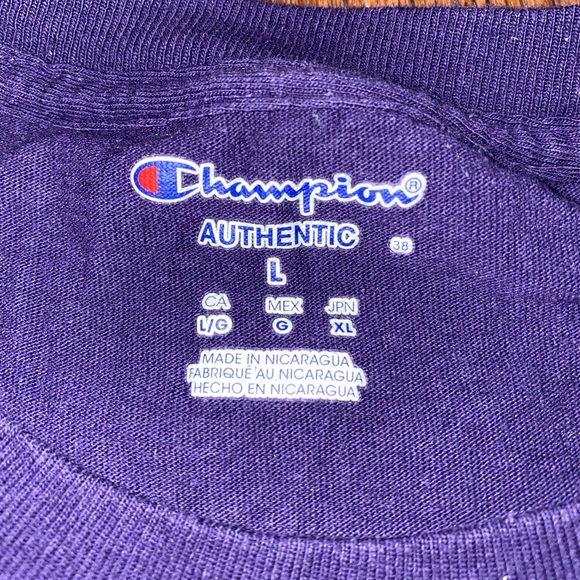 Champion®
AUTHENTIC 38
L
CA MEX JPN
L/G G XL
MADE IN NICARAGUA
FABRIQUÉ AU NICARAGUA
HECHO EN NICARAGUA